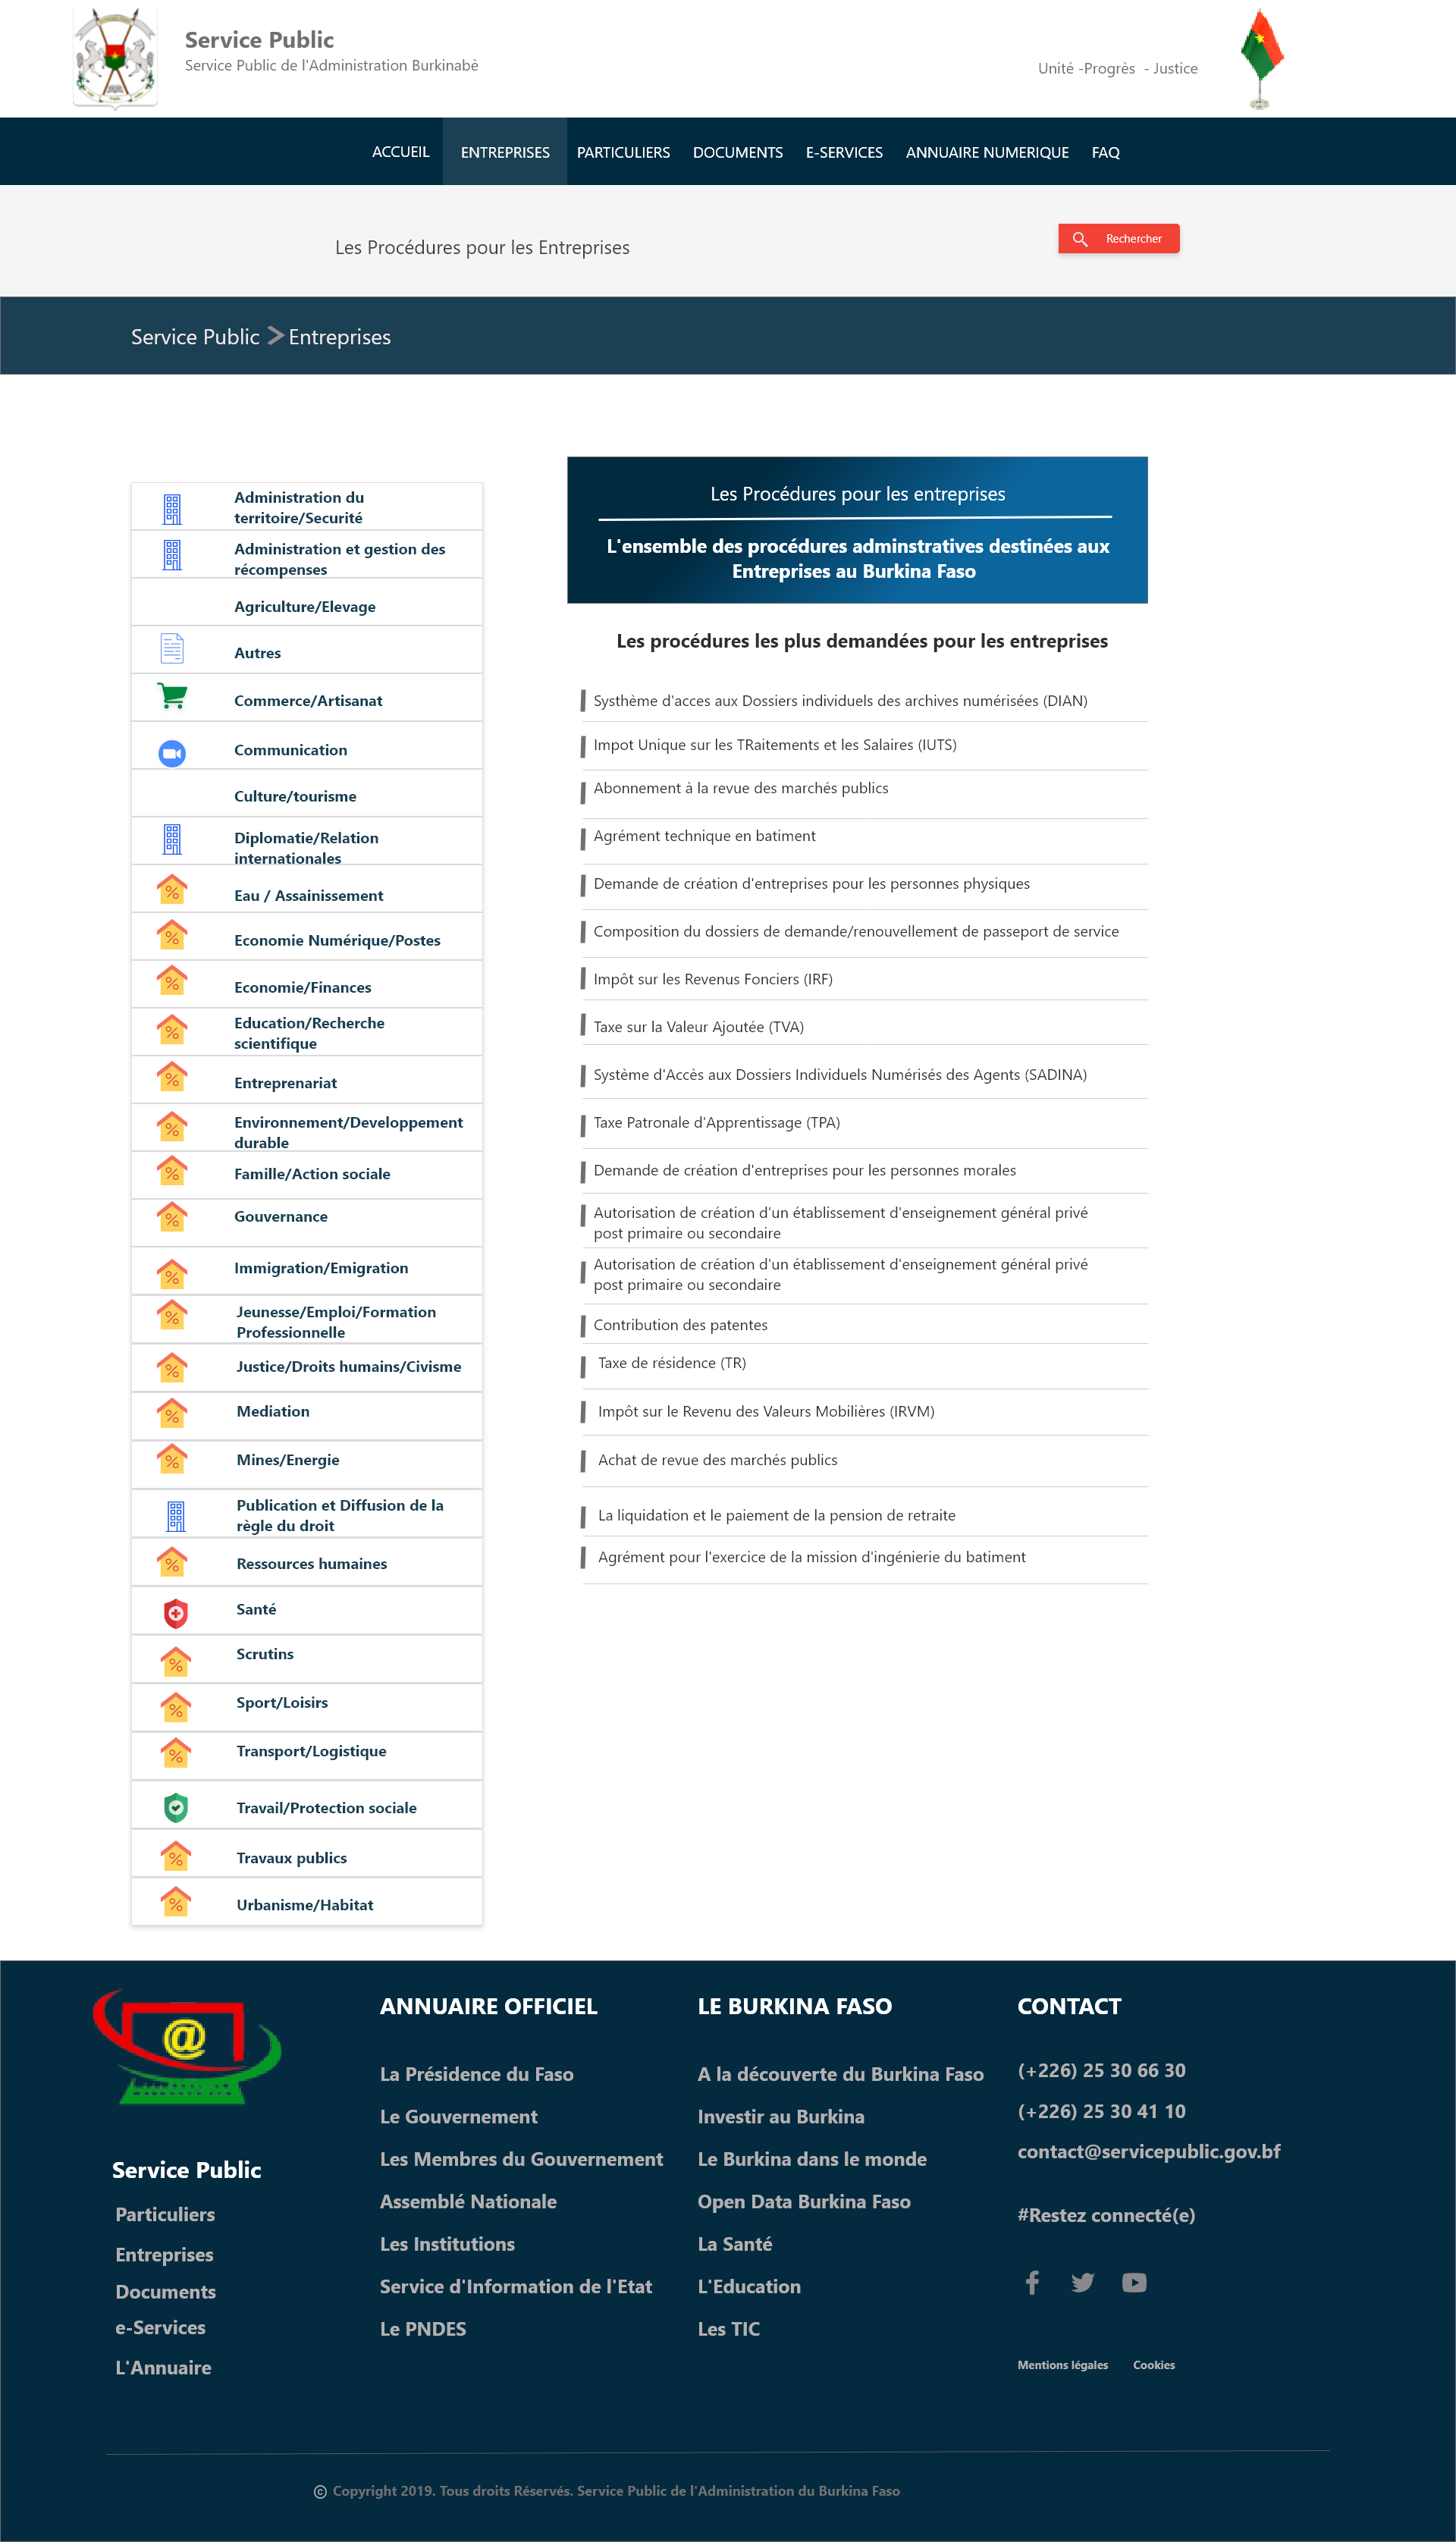 Service Public
Service Public de l'Administration Burkinabè
Unité -Progrès - Justice
ACCUEIL
ENTREPRISES
PARTICULIERS
DOCUMENTS
E-SERVICES
ANNUAIRE NUMERIQUE
FAQ
Les Procédures pour les Entreprises
Rechercher
Service Public > Entreprises
Administration du
territoire/Securité
Administration et gestion des
récompenses
Agriculture/Elevage
Autres
Commerce/Artisanat
Communication
Culture/tourisme
Diplomatie/Relation
internationales
Eau / Assainissement
Economie Numérique/Postes
Economie/Finances
Education/Recherche
scientifique
Entreprenariat
Environnement/Developpement
durable
Famille/Action sociale
Gouvernance
Immigration/Emigration
Jeunesse/Emploi/Formation
Professionnelle
Justice/Droits humains/Civisme
Mediation
Mines/Energie
Publication et Diffusion de la
règle du droit
Ressources humaines
Santé
Scrutins
Sport/Loisirs
Transport/Logistique
Travail/Protection sociale
Travaux publics
Urbanisme/Habitat
Les Procédures pour les entreprises
L'ensemble des procédures adminstratives destinées aux
Entreprises au Burkina Faso
Les procédures les plus demandées pour les entreprises
Systhème d'acces aux Dossiers individuels des archives numérisées (DIAN)
Impot Unique sur les TRaitements et les Salaires (IUTS)
Abonnement à la revue des marchés publics
Agrément technique en batiment
Demande de création d'entreprises pour les personnes physiques
Composition du dossiers de demande/renouvellement de passeport de service
Impôt sur les Revenus Fonciers (IRF)
Taxe sur la Valeur Ajoutée (TVA)
Système d'Accès aux Dossiers Individuels Numérisés des Agents (SADINA)
Taxe Patronale d'Apprentissage (TPA)
Demande de création d'entreprises pour les personnes morales
Autorisation de création d'un établissement d'enseignement général privé
post primaire ou secondaire
Autorisation de création d'un établissement d'enseignement général privé
post primaire ou secondaire
Contribution des patentes
Taxe de résidence (TR)
Impôt sur le Revenu des Valeurs Mobilières (IRVM)
Achat de revue des marchés publics
La liquidation et le paiement de la pension de retraite
Agrément pour l'exercice de la mission d'ingénierie du batiment
@
Service Public
Particuliers
Entreprises
Documents
e-Services
L'Annuaire
ANNUAIRE OFFICIEL
La Présidence du Faso
Le Gouvernement
Les Membres du Gouvernement
Assemblé Nationale
Les Institutions
Service d'Information de l'Etat
Le PNDES
LE BURKINA FASO
A la découverte du Burkina Faso
Investir au Burkina
Le Burkina dans le monde
Open Data Burkina Faso
La Santé
L'Education
Les TIC
CONTACT
(+226) 25 30 66 30
(+226) 25 30 41 10
contact@servicepublic.gov.bf
#Restez connecté(e)
Mentions légales
Cookies
© Copyright 2019. Tous droits Réservés. Service Public de l'Administration du Burkina Faso